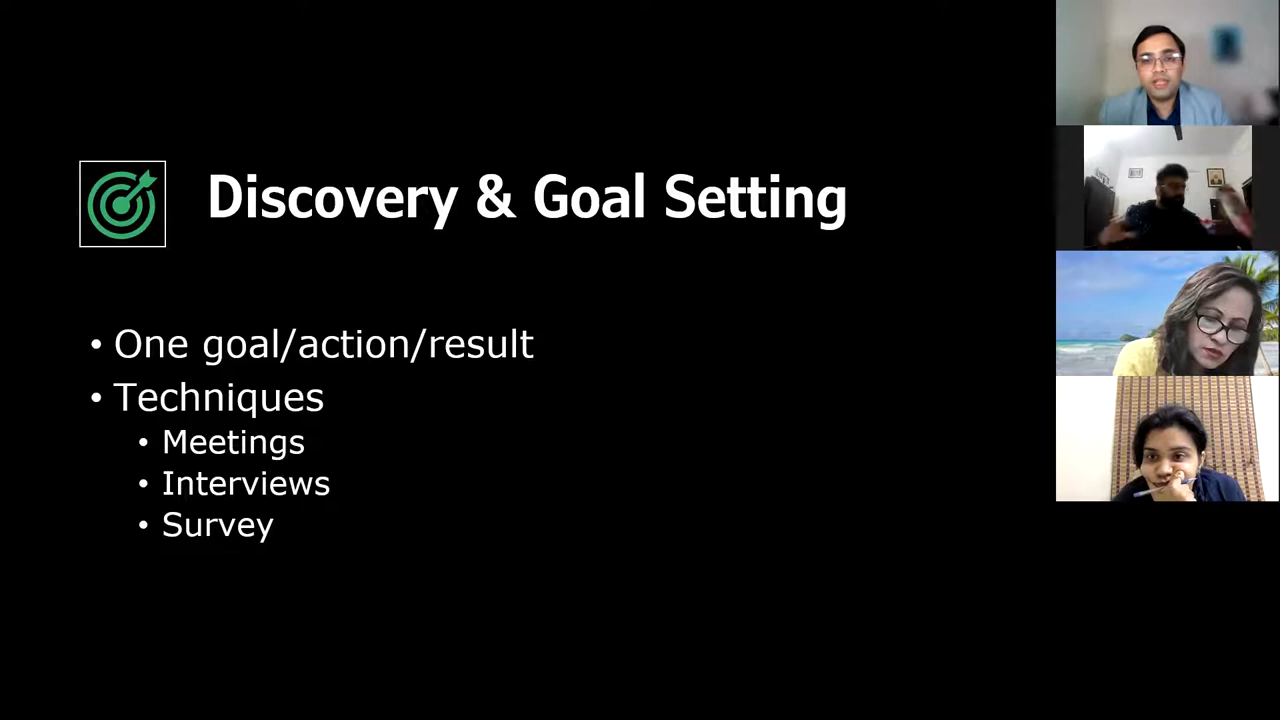 Discovery & Goal Setting
• One goal/action/result
• Techniques
• Meetings
• Interviews
• Survey